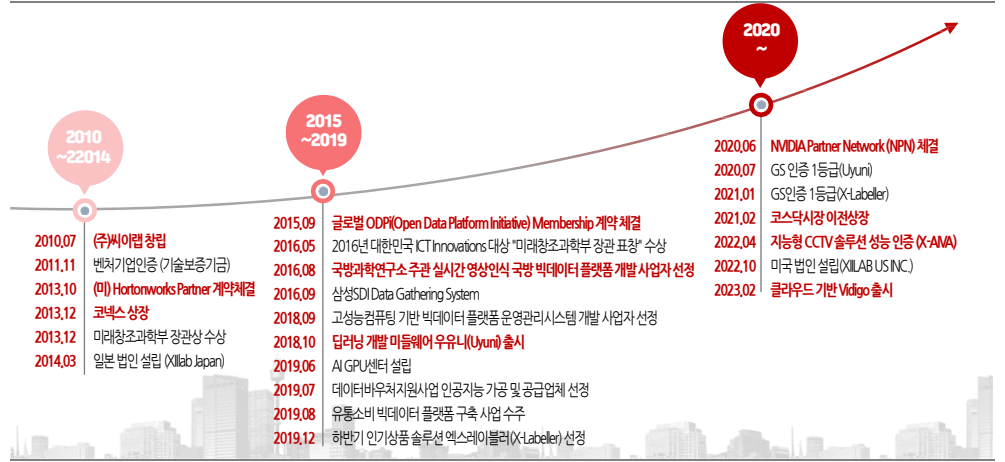 2010
~22014
2010,07 (주)씨이랩 창립
2011,11 벤처기업인증 (기술보증기금)
2013,10 (미) Hortonworks Partner 계약체결
2013,12 코넥스 상장
2013,12 미래창조과학부 장관상 수상
2014,03 일본 법인 설립 (XIIlab Japan)
2015
~2019
2015,09 글로벌 ODPi(Open Data Platform Initiative) Membership 계약 체결
2016,05 2016년 대한민국 ICT Innovations 대상 "미래창조과학부 장관 표창" 수상
2016,08 국방과학연구소 주관 실시간 영상인식 국방 빅데이터 플랫폼 개발 사업자 선정
2016,09 삼성SDI Data Gathering System
2018,09 고성능컴퓨팅 기반 빅데이터 플랫폼 운영관리시스템 개발 사업자 선정
2018,10 딥러닝 개발 미들웨어 우유니(Uyuni) 출시
2019,06 AI GPU센터 설립
2019,07 데이터바우처지원사업 인공지능 가공 및 공급업체 선정
2019,08 유통소비 빅데이터 플랫폼 구축 사업 수주
2019,12 하반기 인기상품 솔루션 엑스레이블러(X-Labeller) 선정
2020
~
2020,06 NVIDIA Partner Network (NPN) 체결
2020,07 GS 인증 1등급(Uyuni)
2021,01 GS인증 1등급(X-Labeller)
2021,02 코스닥시장 이전상장
2022,04 지능형 CCTV 솔루션 성능 인증 (X-AIVA)
2022,10 미국 법인 설립(XIILAB US INC.)
2023,02 클라우드 기반 Vidigo 출시